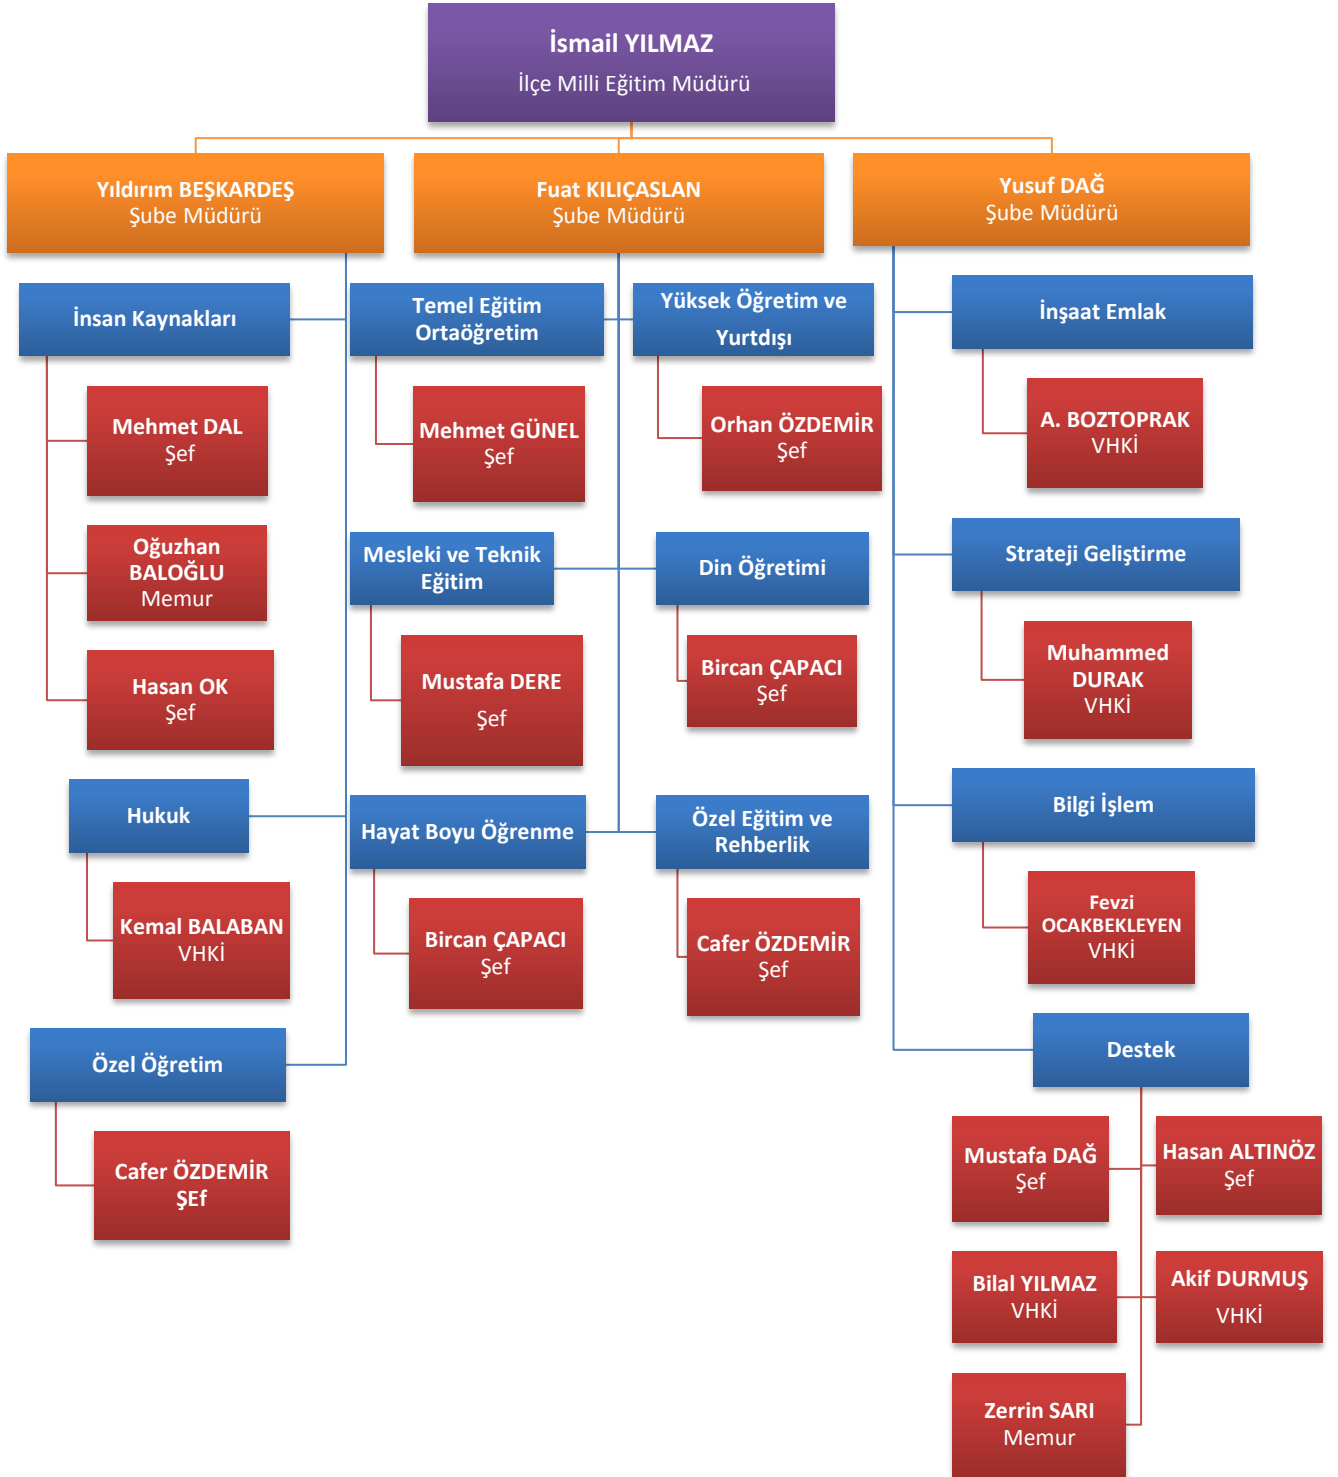 İsmail YILMAZ
İlçe Milli Eğitim Müdürü
Yıldırım BEŞKARDEŞ
Şube Müdürü
Fuat KILIÇASLAN
Şube Müdürü
Yusuf DAĞ
Şube Müdürü
İnsan Kaynakları
Mehmet DAL
Şef
Oğuzhan
BALOĞLU
Memur
Hasan OK
Şef
Hukuk
Kemal BALABAN
VHKİ
Özel Öğretim
Cafer ÖZDEMİR
ŞEf
Temel Eğitim
Ortaöğretim
Mehmet GÜNEL
Şef
Yüksek Öğretim ve
Yurtdışı
Orhan ÖZDEMİR
Şef
Mesleki ve Teknik
Eğitim
Mustafa DERE
Şef
Din Öğretimi
Bircan ÇAPACI
Şef
Hayat Boyu Öğrenme
Bircan ÇAPACI
Şef
Özel Eğitim ve
Rehberlik
Cafer ÖZDEMİR
Şef
İnşaat Emlak
A. BOZTOPRAK
VHKİ
Strateji Geliştirme
Muhammed
DURAK
VHKİ
Bilgi İşlem
Fevzi
OCAKBEKLEYEN
VHKİ
Destek
Mustafa DAĞ
Şef
Hasan ALTINÖZ
Şef
Bilal YILMAZ
VHKİ
Akif DURMUŞ
VHKİ
Zerrin SARI
Memur